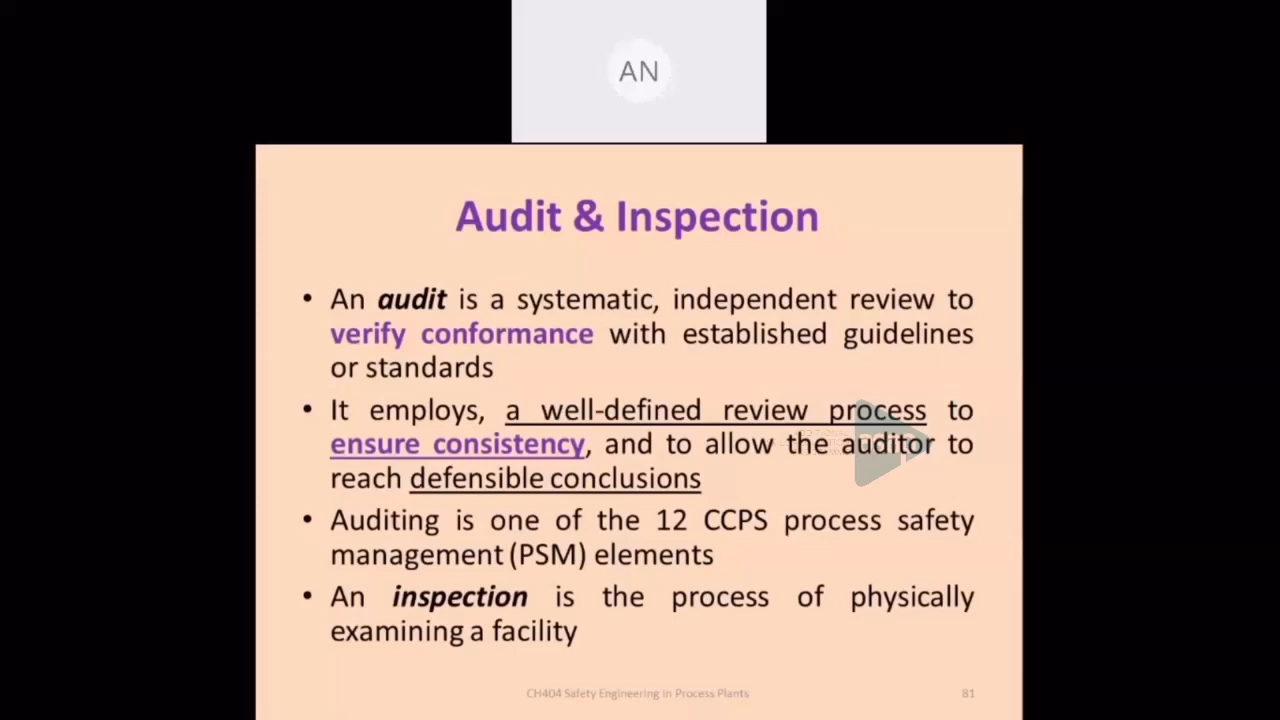 AN
Audit & Inspection
• An audit is a systematic, independent review to
verify conformance with established guidelines
or standards
• It employs, a well-defined review process to
ensure consistency, and to allow the auditor to
reach defensible conclusions
• Auditing is one of the 12 CCPS process safety
management (PSM) elements
• An inspection is the process of physically
examining a facility
CH404 Safety Engineering in Process Plants
81